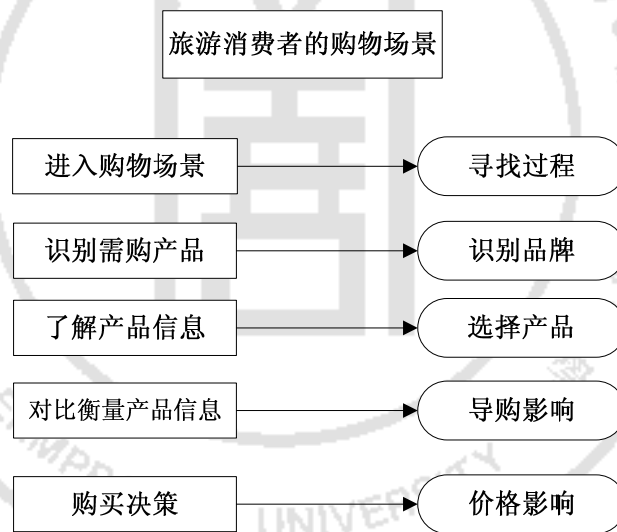 旅游消费者的购物场景
进入购物场景
寻找过程
识别需购产品
识别品牌
了解产品信息
选择产品
对比衡量产品信息
导购影响
购买决策
价格影响
UNIVERSITY